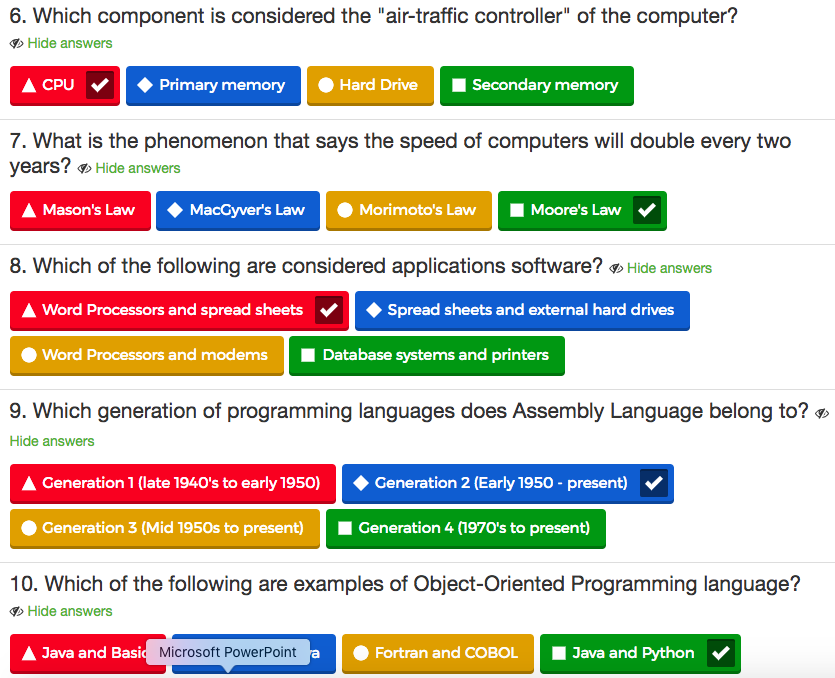 6. Which component is considered the "air-traffic controller" of the computer?
Hide answers
CPU Primary memory Hard Drive Secondary memory
7. What is the phenomenon that says the speed of computers will double every two
years? Hide answers
Mason's Law MacGyver's Law Morimoto's Law Moore's Law
8. Which of the following are considered applications software? Hide answers
Word Processors and spread sheets Spread sheets and external hard drives
Word Processors and modems Database systems and printers
9. Which generation of programming languages does Assembly Language belong to?
Hide answers
Generation 1 (late 1940's to early 1950) Generation 2 (Early 1950 - present)
Generation 3 (Mid 1950s to present) Generation 4 (1970's to present)
10. Which of the following are examples of Object-Oriented Programming language?
Hide answers
Java and Basic Microsoft PowerPoint Fortran and COBOL Java and Python